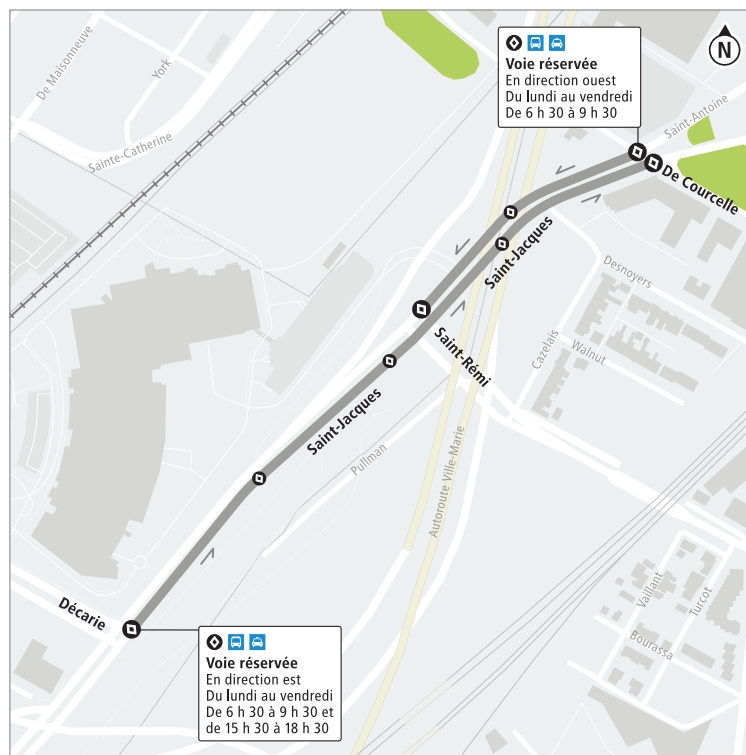 De Maisonneuve
York
Sainte-Catherine
Voie réservée
En direction ouest
Du lundi au vendredi
De 6 h 30 à 9 h 30
N
Saint-Antoine
De Courcelle
Saint-Jacques
Desnoyers
Cazelais
Walnut
Saint-Rémi
Saint-Jacques
Pullman
Autoroute Ville-Marie
Vaillant
Turcot
Bourassa
Décarie
Voie réservée
En direction est
Du lundi au vendredi
De 6 h 30 à 9 h 30 et
de 15 h 30 à 18 h 30